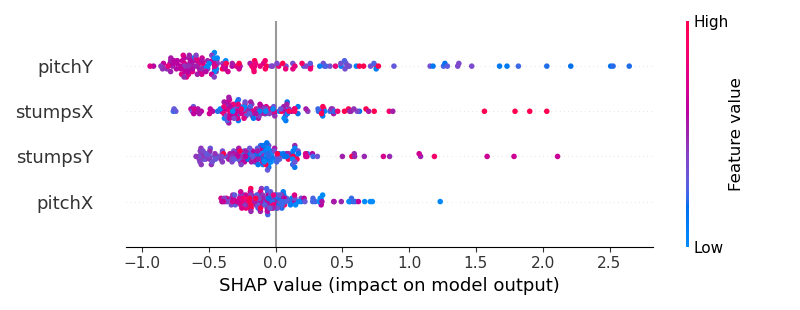 High
pitchY
stumpsX
stumpsY
pitchX
Feature value
Low
−1.0 −0.5 0.0 0.5 1.0 1.5 2.0 2.5
SHAP value (impact on model output)